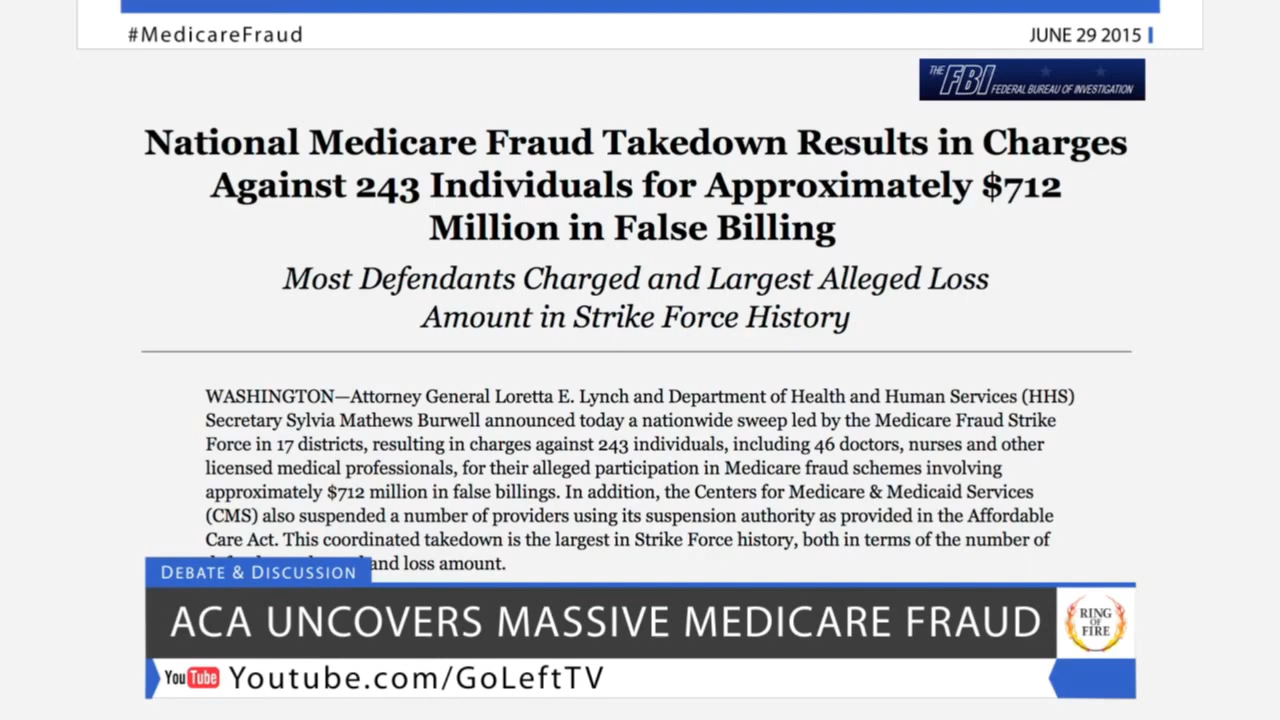 #MedicareFraud
JUNE 29 2015
THE FBI FEDERAL BUREAU OF INVESTIGATION
National Medicare Fraud Takedown Results in Charges
Against 243 Individuals for Approximately $712
Million in False Billing
Most Defendants Charged and Largest Alleged Loss
Amount in Strike Force History
WASHINGTON—Attorney General Loretta E. Lynch and Department of Health and Human Services (HHS)
Secretary Sylvia Mathews Burwell announced today a nationwide sweep led by the Medicare Fraud Strike
Force in 17 districts, resulting in charges against 243 individuals, including 46 doctors, nurses and other
licensed medical professionals, for their alleged participation in Medicare fraud schemes involving
approximately $712 million in false billings. In addition, the Centers for Medicare & Medicaid Services
(CMS) also suspended a number of providers using its suspension authority as provided in the Affordable
Care Act. This coordinated takedown is the largest in Strike Force history, both in terms of the number of
and loss amount.
DEBATE & DISCUSSION
ACA UNCOVERS MASSIVE MEDICARE FRAUD
RING
OF
FIRE
YouTube Youtube.com/GoLeftTV